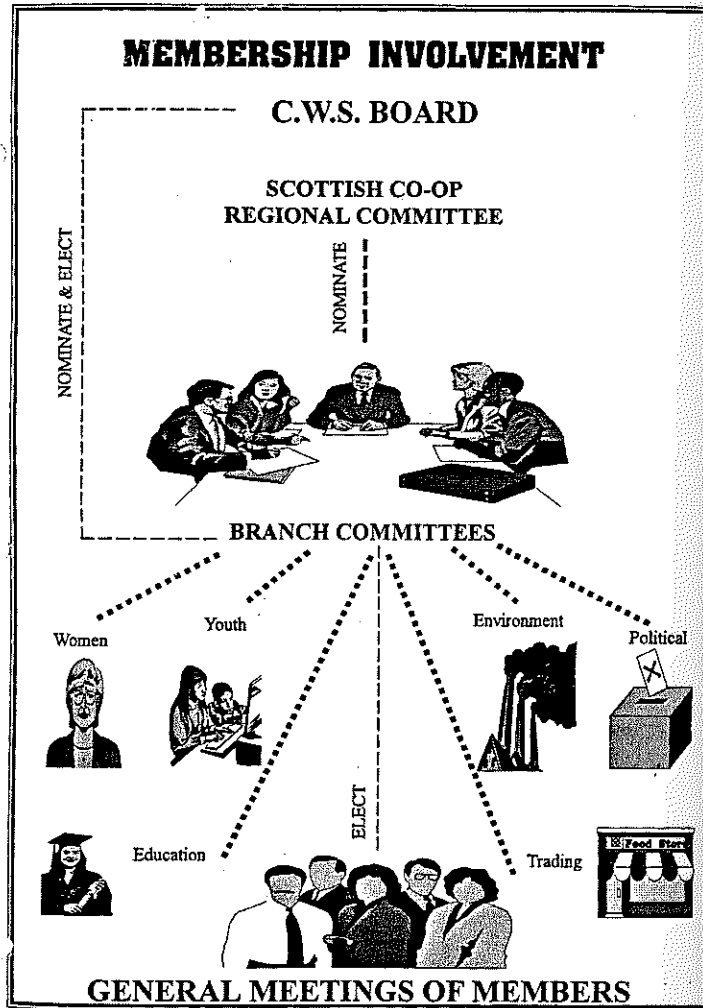 MEMBERSHIP INVOLVEMENT
C.W.S. BOARD
SCOTTISH CO-OP
REGIONAL COMMITTEE
NOMINATE
NOMINATE & ELECT
BRANCH COMMITTEES
Women
Youth
Environment
Political
ELECT
Education
Trading
Food Store
GENERAL MEETINGS OF MEMBERS